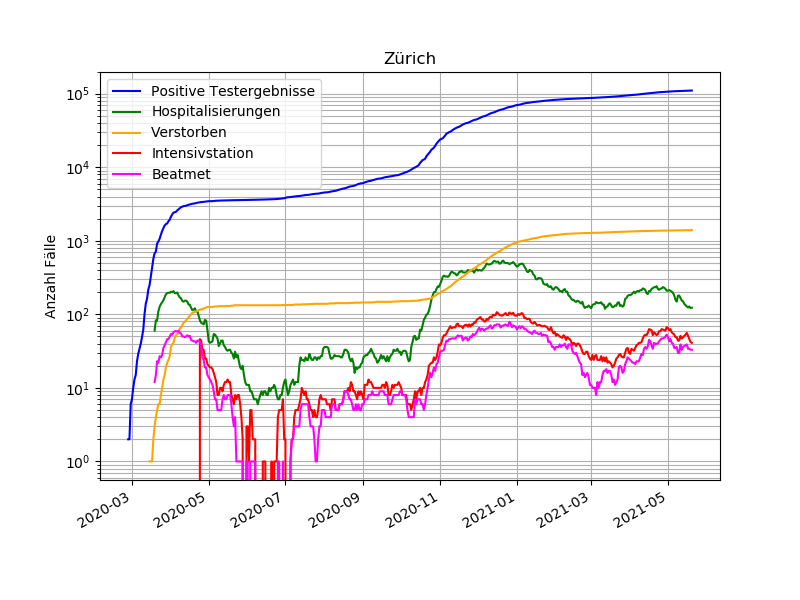 Zürich
Positive Testergebnisse
Hospitalisierungen
Verstorben
Intensivstation
Beatmet
Anzahl Fälle
10⁵
10⁴
10³
10²
10¹
10⁰
2020-03
2020-05
2020-07
2020-09
2020-11
2021-01
2021-03
2021-05